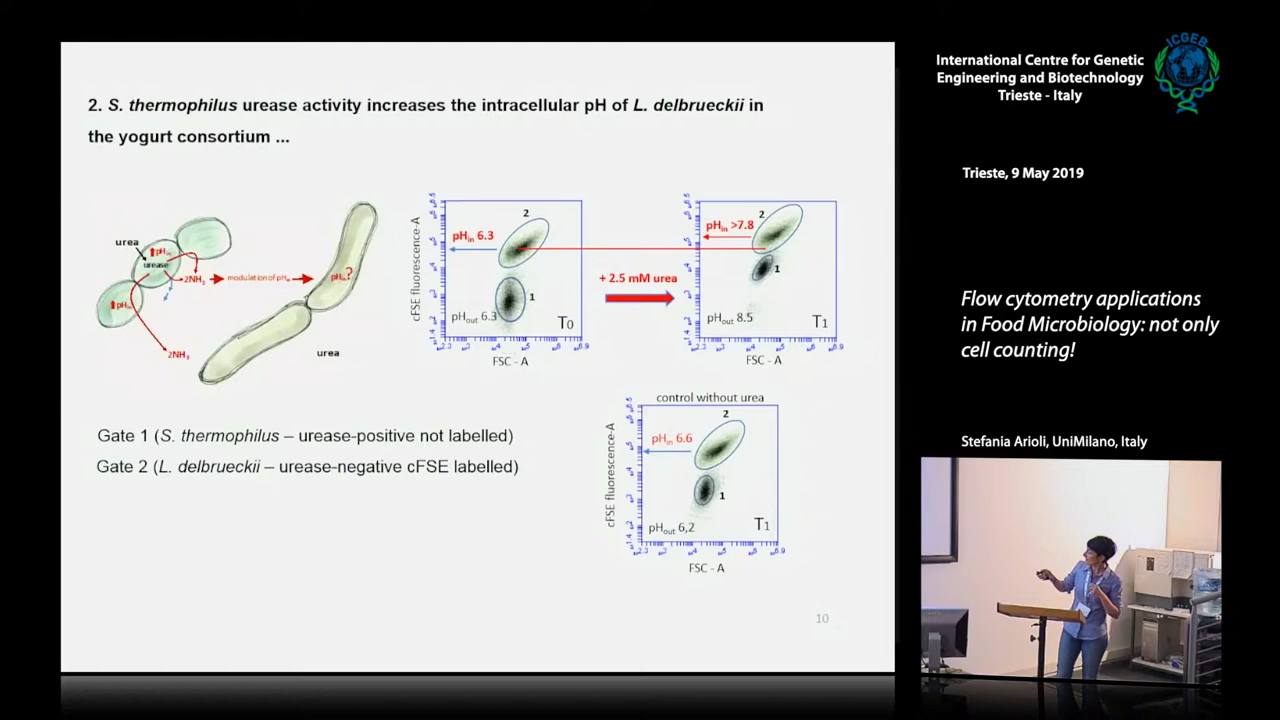 2. S. thermophilus urease activity increases the intracellular pH of L. delbrueckii in
the yogurt consortium ...
urea
pHin
urease
2NH3
modulation of pHin
pHin?
pHin
2NH3
urea
cFSE fluorescence-A
2
pHin 6.3
1
pHout 6.3
T0
FSC - A
+ 2.5 mM urea
2
pHin >7.8
1
pHout 8.5
T1
FSC - A
control without urea
cFSE fluorescence-A
2
pHin 6.6
1
pHout 6,2
T1
FSC - A
Gate 1 (S. thermophilus – urease-positive not labelled)
Gate 2 (L. delbrueckii – urease-negative cFSE labelled)
10
International Centre for Genetic
Engineering and Biotechnology
Trieste - Italy
ICGEB
Trieste, 9 May 2019
Flow cytometry applications
in Food Microbiology: not only
cell counting!
Stefania Arioli, UniMilano, Italy